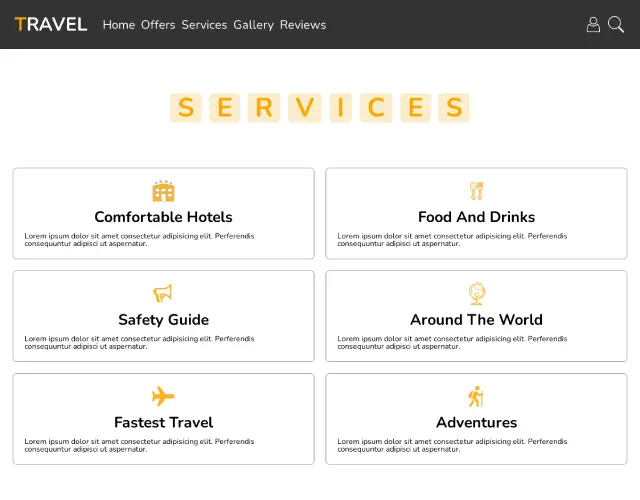 TRAVEL Home Offers Services Gallery Reviews
SERVICES
Comfortable Hotels
Lorem ipsum dolor sit amet consectetur adipisicing elit. Perferendis
consequuntur adipisci ut aspernatur.
Food And Drinks
Lorem ipsum dolor sit amet consectetur adipisicing elit. Perferendis
consequuntur adipisci ut aspernatur.
Safety Guide
Lorem ipsum dolor sit amet consectetur adipisicing elit. Perferendis
consequuntur adipisci ut aspernatur.
Around The World
Lorem ipsum dolor sit amet consectetur adipisicing elit. Perferendis
consequuntur adipisci ut aspernatur.
Fastest Travel
Lorem ipsum dolor sit amet consectetur adipisicing elit. Perferendis
consequuntur adipisci ut aspernatur.
Adventures
Lorem ipsum dolor sit amet consectetur adipisicing elit. Perferendis
consequuntur adipisci ut aspernatur.